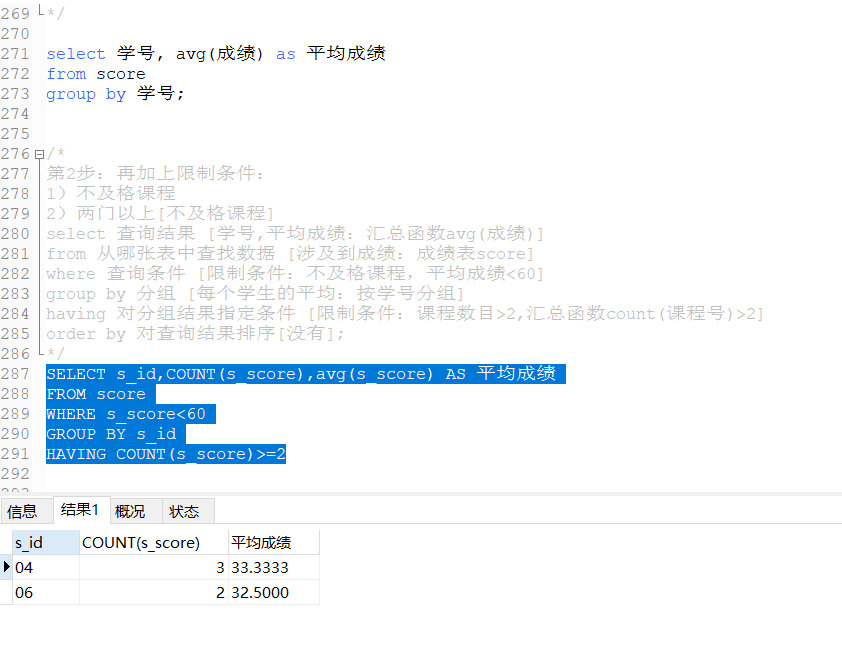 269 */
270
271 select 学号, avg(成绩) as 平均成绩
272 from score
273 group by 学号;
274
275
276 /*
277 第2步：再加上限制条件：
278 1）不及格课程
279 2）两门以上[不及格课程]
280 select 查询结果 [学号,平均成绩：汇总函数avg(成绩)]
281 from 从哪张表中查找数据 [涉及到成绩：成绩表score]
282 where 查询条件 [限制条件：不及格课程，平均成绩<60]
283 group by 分组 [每个学生的平均：按学号分组]
284 having 对分组结果指定条件 [限制条件：课程数目>2,汇总函数count(课程号)>2]
285 order by 对查询结果排序[没有];
286 */
287 SELECT s_id,COUNT(s_score),avg(s_score) AS 平均成绩
288 FROM score
289 WHERE s_score<60
290 GROUP BY s_id
291 HAVING COUNT(s_score)>=2
292
信息 结果1 概况 状态
s_id COUNT(s_score) 平均成绩
04 3 33.3333
06 2 32.5000